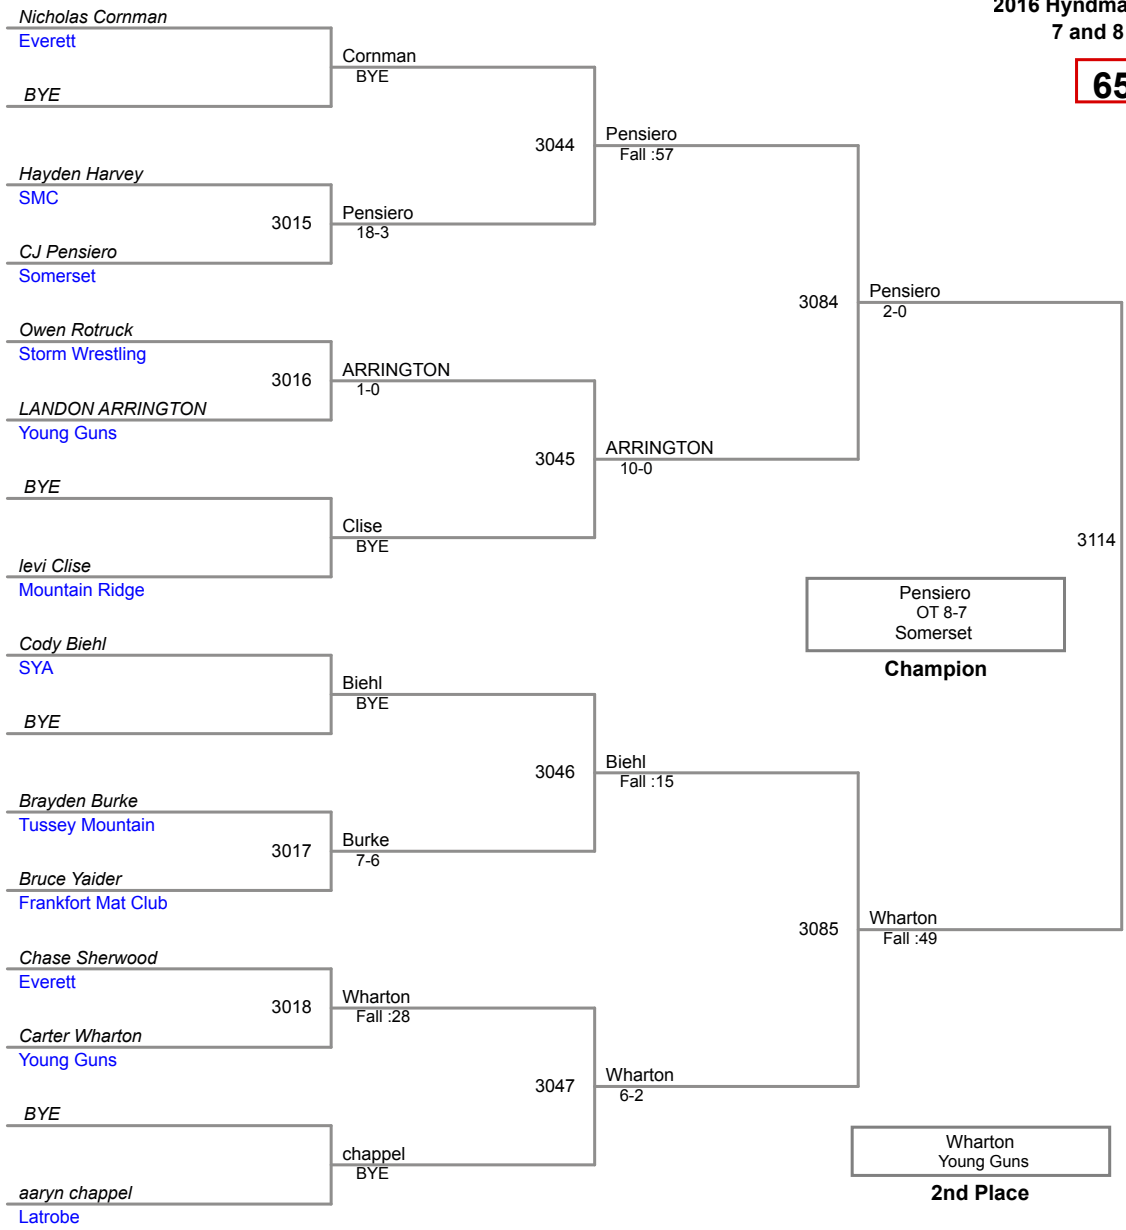 2016 Hyndma
7 and 8
65
Nicholas Cornman
Everett
Cornman
BYE
BYE
3044
Pensiero
Fall :57
Hayden Harvey
SMC
3015
Pensiero
18-3
CJ Pensiero
Somerset
3084
Pensiero
2-0
Owen Rotruck
Storm Wrestling
3016
ARRINGTON
1-0
LANDON ARRINGTON
Young Guns
3045
ARRINGTON
10-0
BYE
Clise
BYE
levi Clise
Mountain Ridge
3114
Pensiero
OT 8-7
Somerset
Champion
Cody Biehl
SYA
Biehl
BYE
BYE
3046
Biehl
Fall :15
Brayden Burke
Tussey Mountain
3017
Burke
7-6
Bruce Yaider
Frankfort Mat Club
3085
Wharton
Fall :49
Chase Sherwood
Everett
3018
Wharton
Fall :28
Carter Wharton
Young Guns
3047
Wharton
6-2
BYE
chappel
BYE
aaryn chappel
Latrobe
Wharton
Young Guns
2nd Place